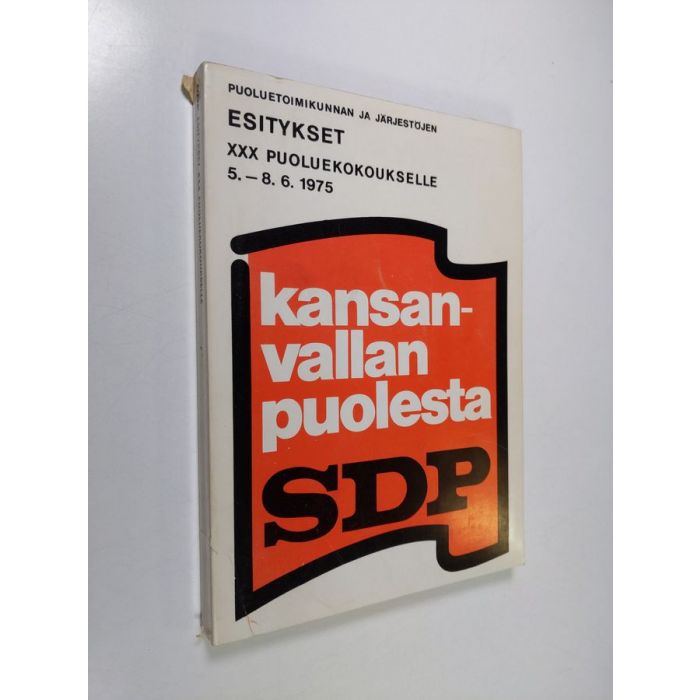 PUOLUETOIMIKUNNAN JA JÄRJESTÖJEN
ESITYKSET
XXX PUOLUEKOKOUKSELLE
5.–8. 6. 1975
kansan-
vallan
puolesta
SDP